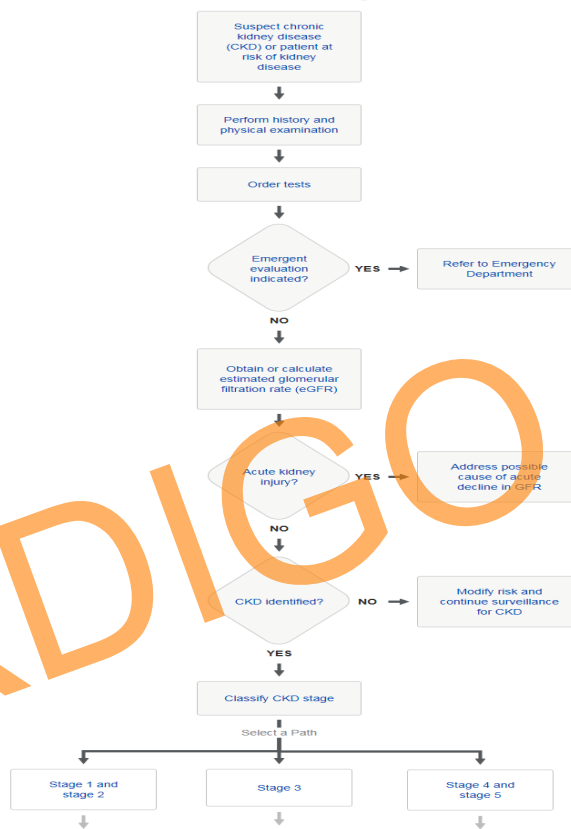 Suspect chronic
kidney disease
(CKD) or patient at
risk of kidney
disease
Perform history and
physical examination
Order tests
Emergent
evaluation
indicated?
YES
Refer to Emergency
Department
NO
Obtain or calculate
estimated glomerular
filtration rate (eGFR)
Acute kidney
injury?
YES
Address possible
cause of acute
decline in GFR
NO
CKD identified?
NO
Modify risk and
continue surveillance
for CKD
YES
Classify CKD stage
Select a Path
Stage 1 and
stage 2
Stage 3
Stage 4 and
stage 5
KDIGO